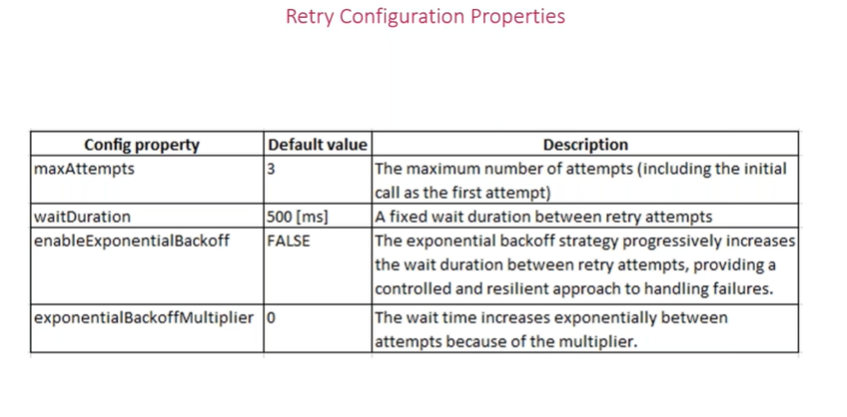 Retry Configuration Properties
Config property Default value Description
maxAttempts 3 The maximum number of attempts (including the initial
call as the first attempt)
waitDuration 500 [ms] A fixed wait duration between retry attempts
enableExponentialBackoff FALSE The exponential backoff strategy progressively increases
the wait duration between retry attempts, providing a
controlled and resilient approach to handling failures.
exponentialBackoffMultiplier 0 The wait time increases exponentially between
attempts because of the multiplier.